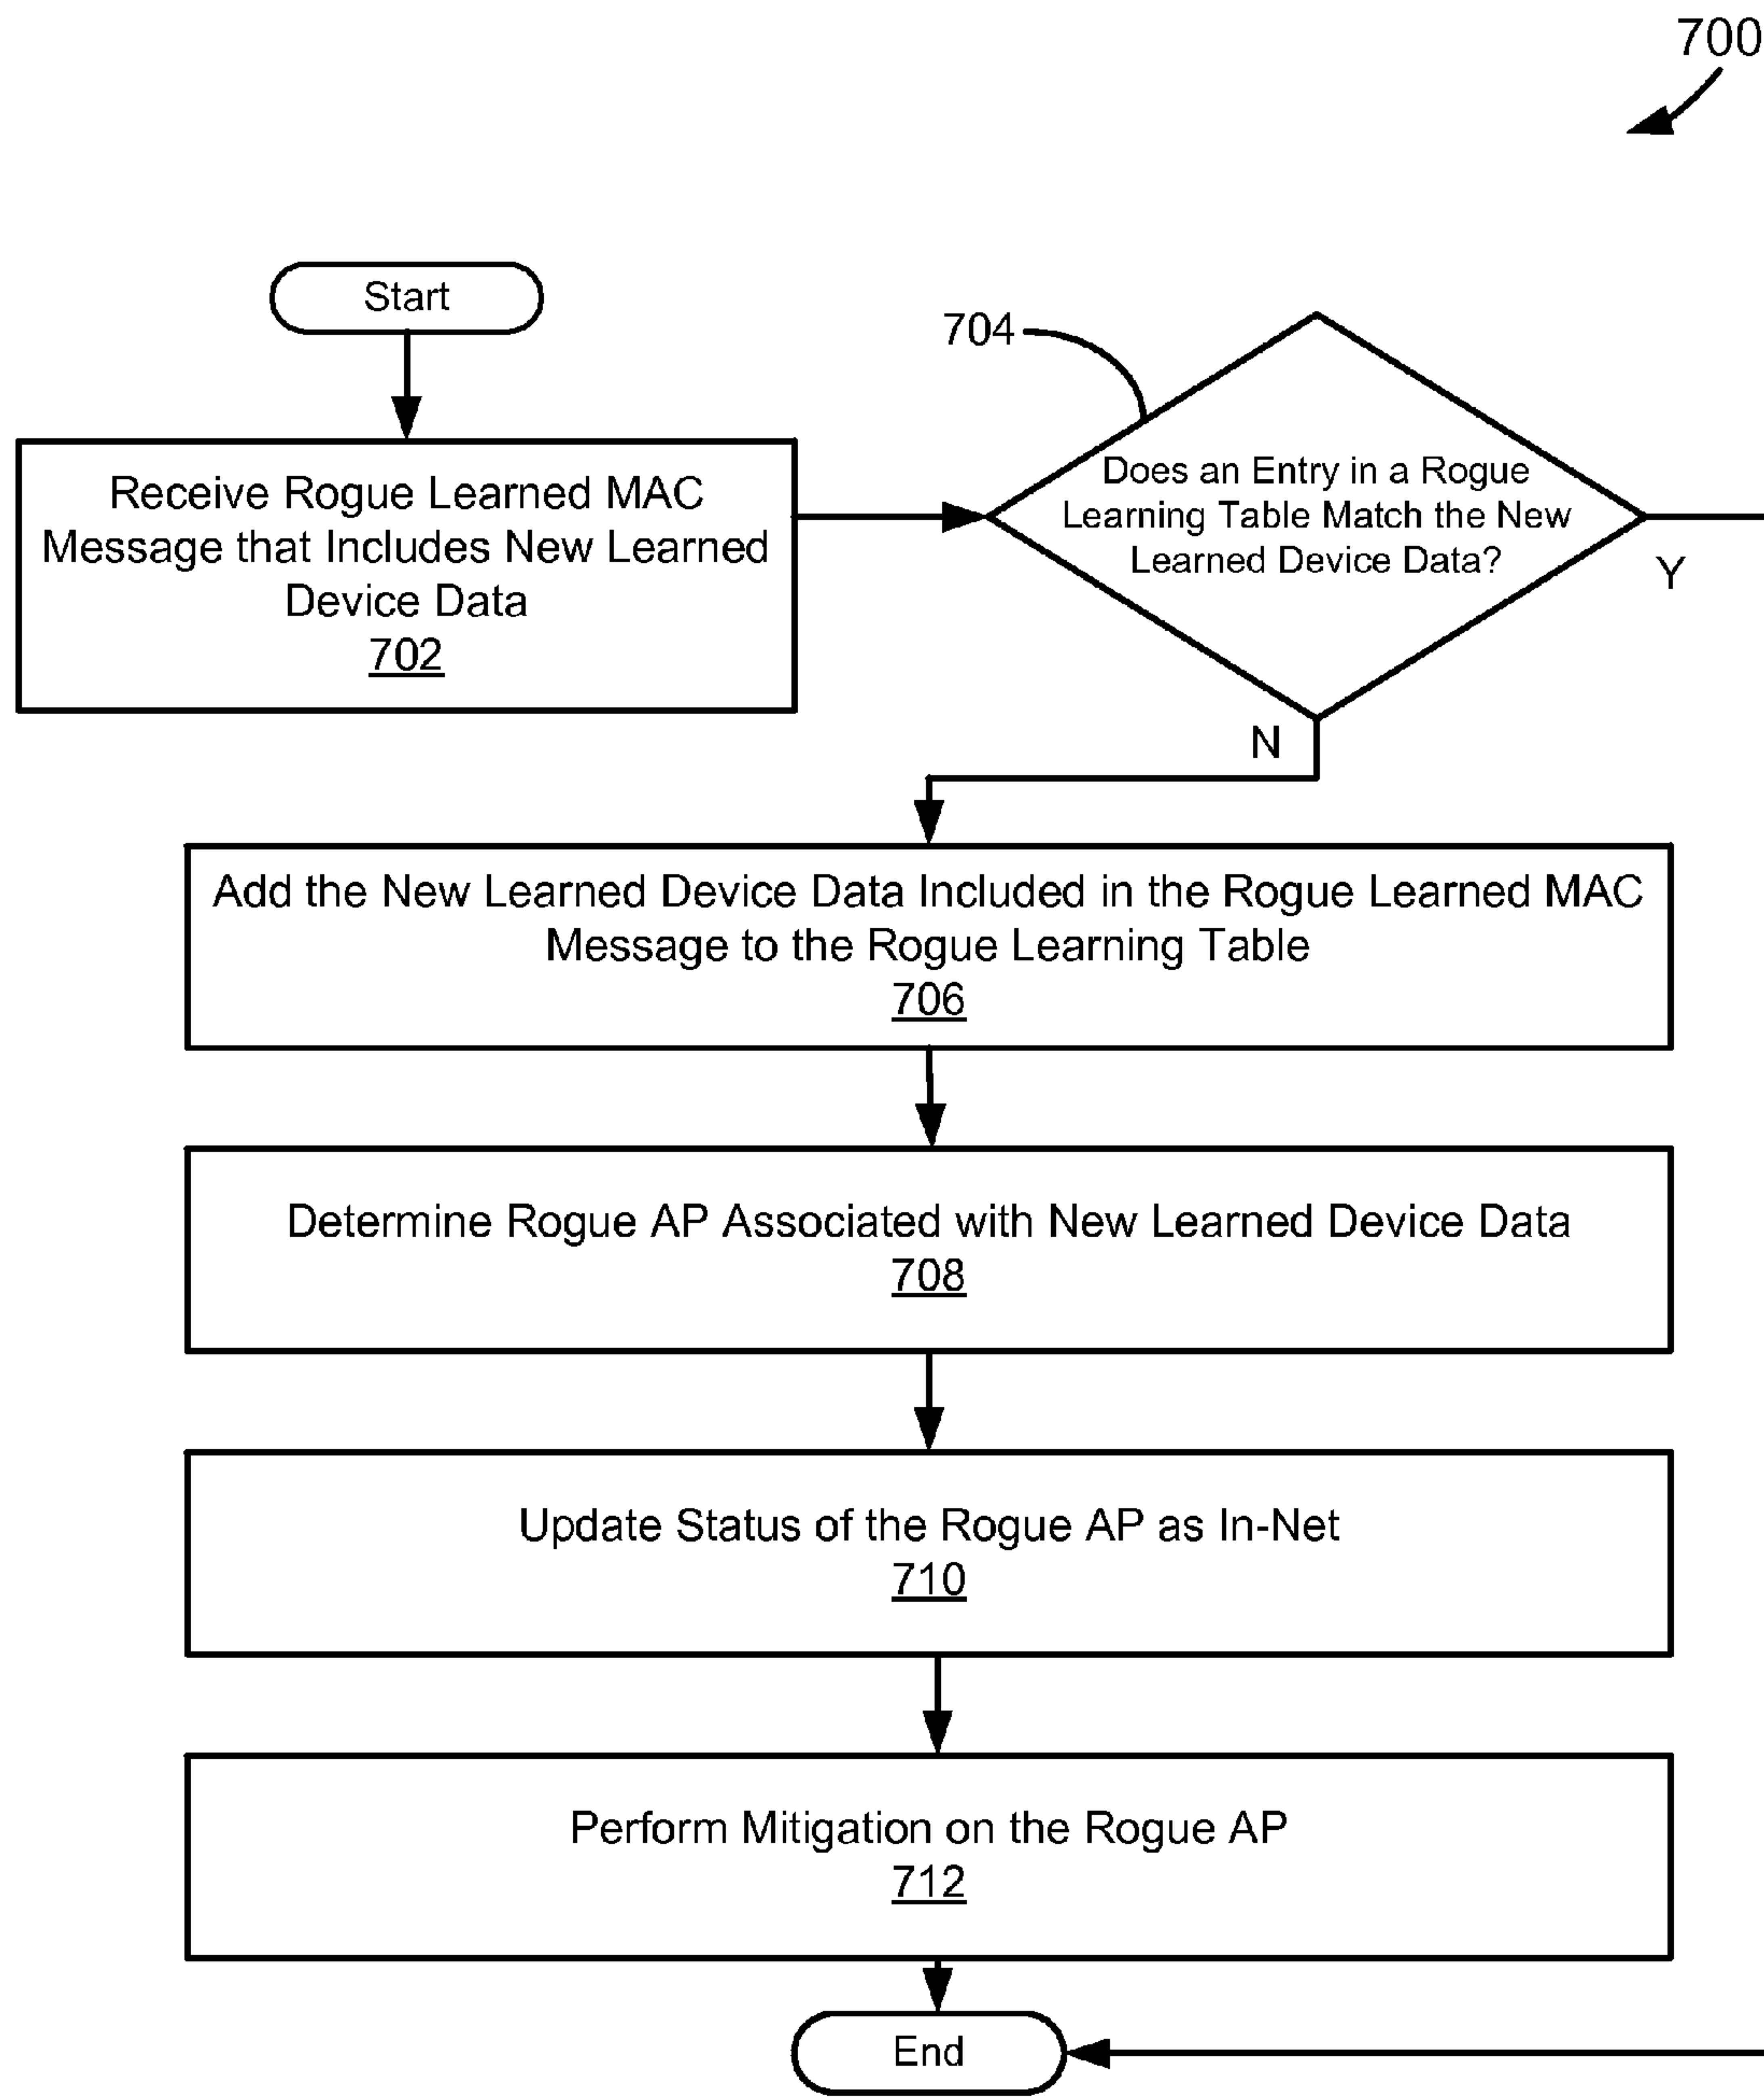 700
Start
704
Receive Rogue Learned MAC
Message that Includes New Learned
Device Data
702
Does an Entry in a Rogue
Learning Table Match the New
Learned Device Data?
Y
N
Add the New Learned Device Data Included in the Rogue Learned MAC
Message to the Rogue Learning Table
706
Determine Rogue AP Associated with New Learned Device Data
708
Update Status of the Rogue AP as In-Net
710
Perform Mitigation on the Rogue AP
712
End